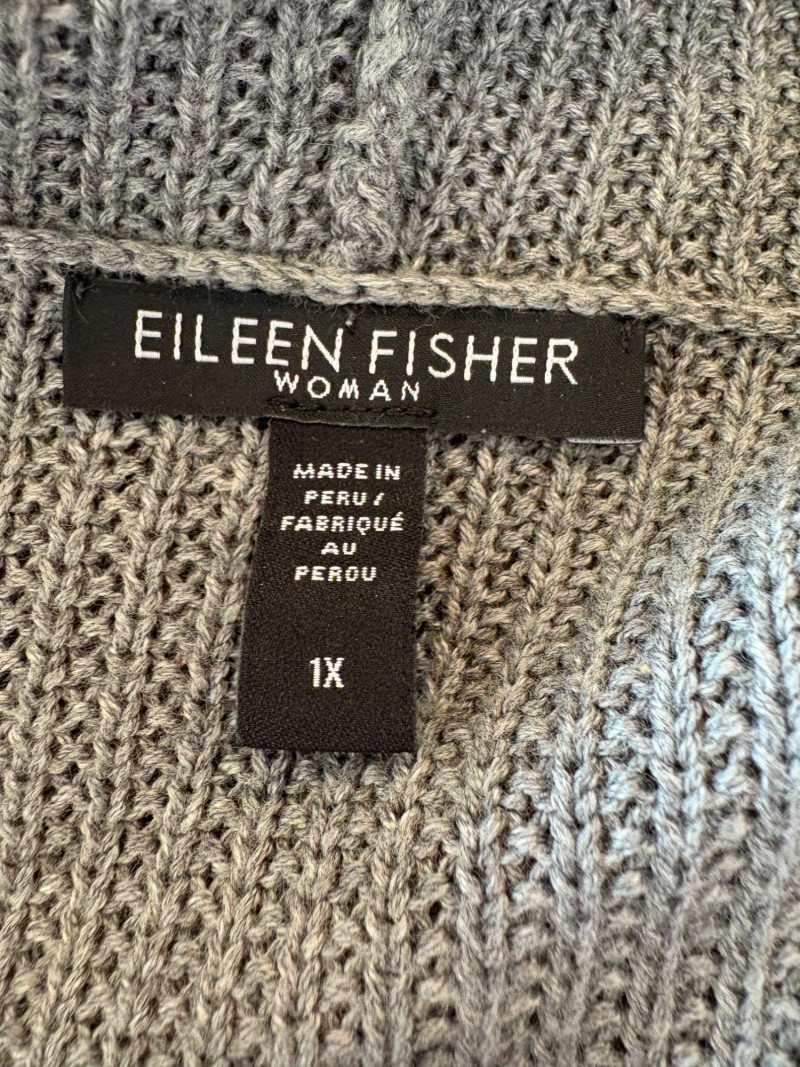 EILEEN FISHER
WOMAN
MADE IN
PERU /
FABRIQUÉ
AU
PEROU
1X